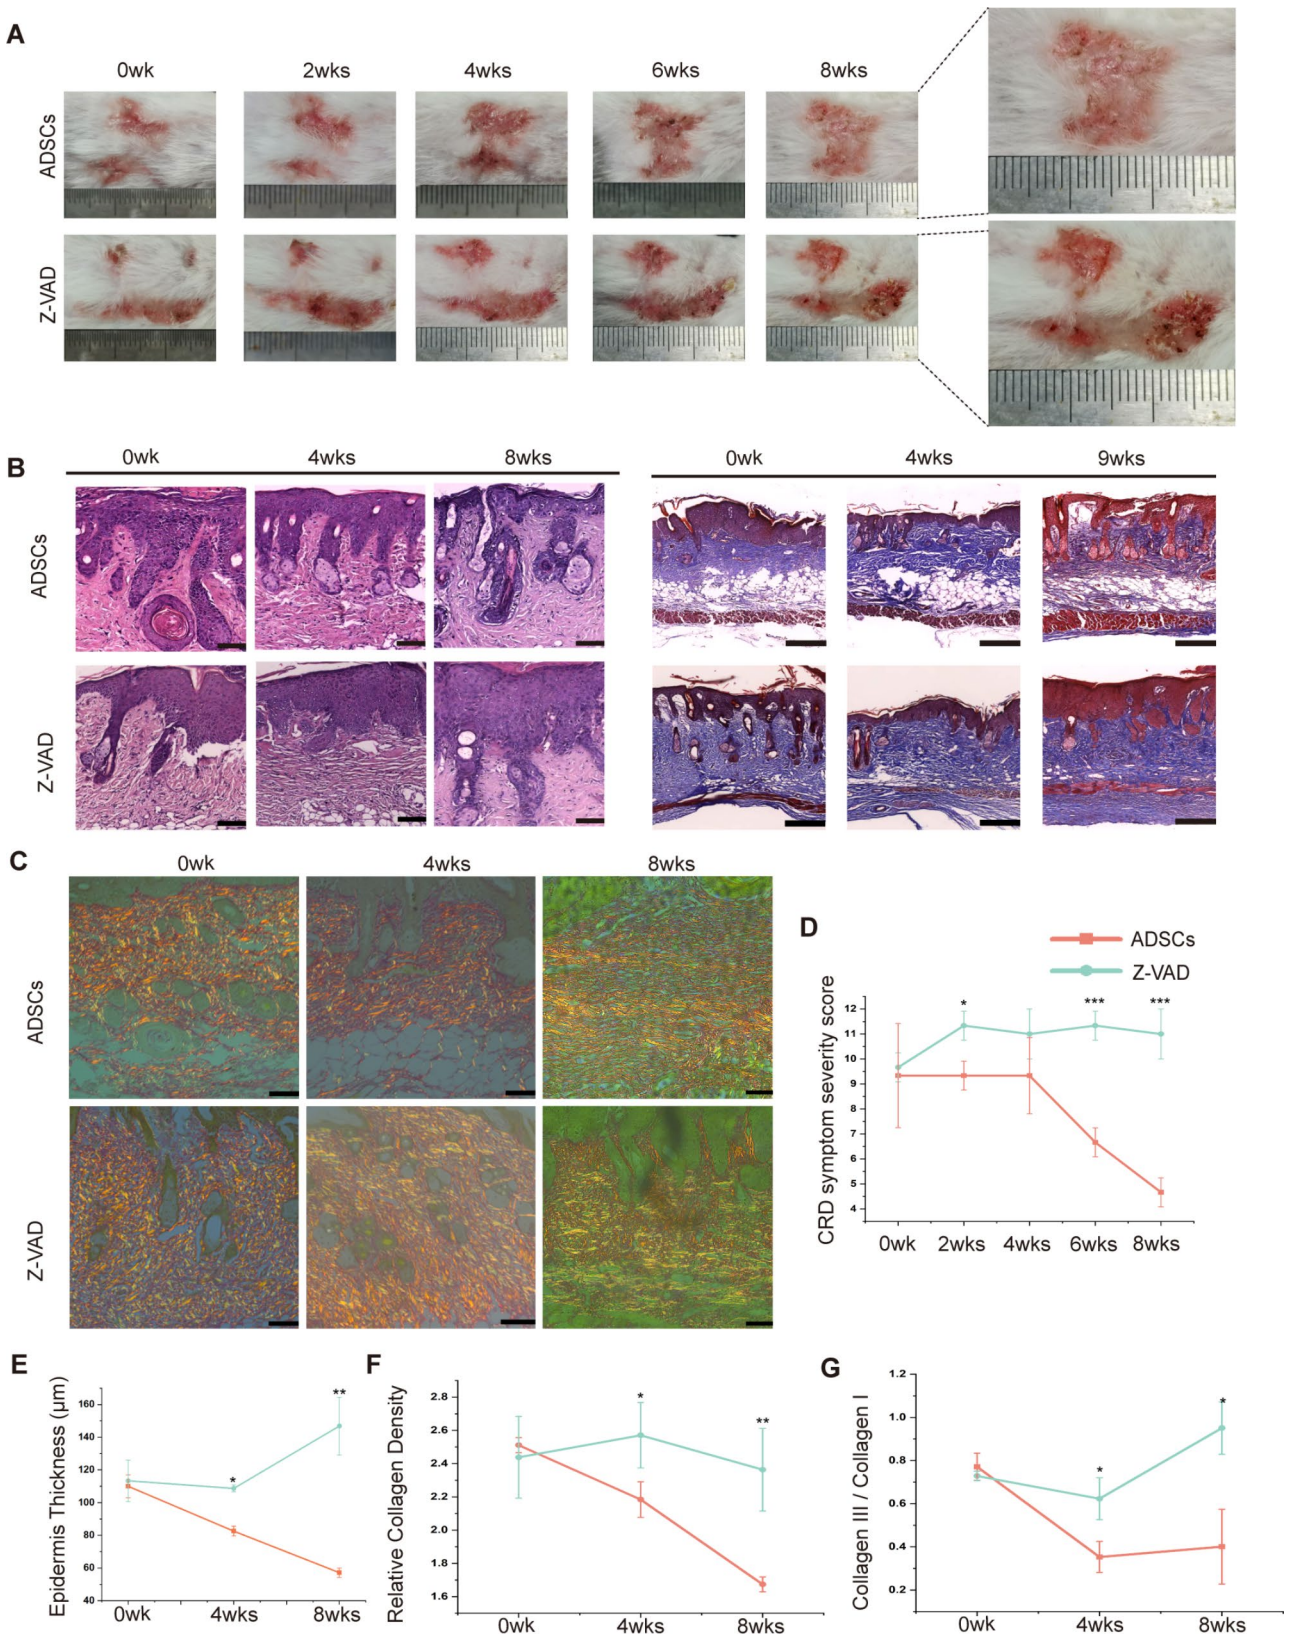 A
0wk 2wks 4wks 6wks 8wks
ADSCs
Z-VAD
B
0wk 4wks 8wks 0wk 4wks 9wks
ADSCs
Z-VAD
C
0wk 4wks 8wks
ADSCs
Z-VAD
D
ADSCs
Z-VAD
CRD symptom severity score
12
11
10
9
8
7
6
5
4
* *** ***
0wk 2wks 4wks 6wks 8wks
E
Epidermis Thickness (μm)
160
140
120
100
80
60
40
* **
0wk 4wks 8wks
F
Relative Collagen Density
2.8
2.6
2.4
2.2
2.0
1.8
1.6
* **
0wk 4wks 8wks
G
Collagen III / Collagen I
1.2
1.0
0.8
0.6
0.4
0.2
* *
0wk 4wks 8wks